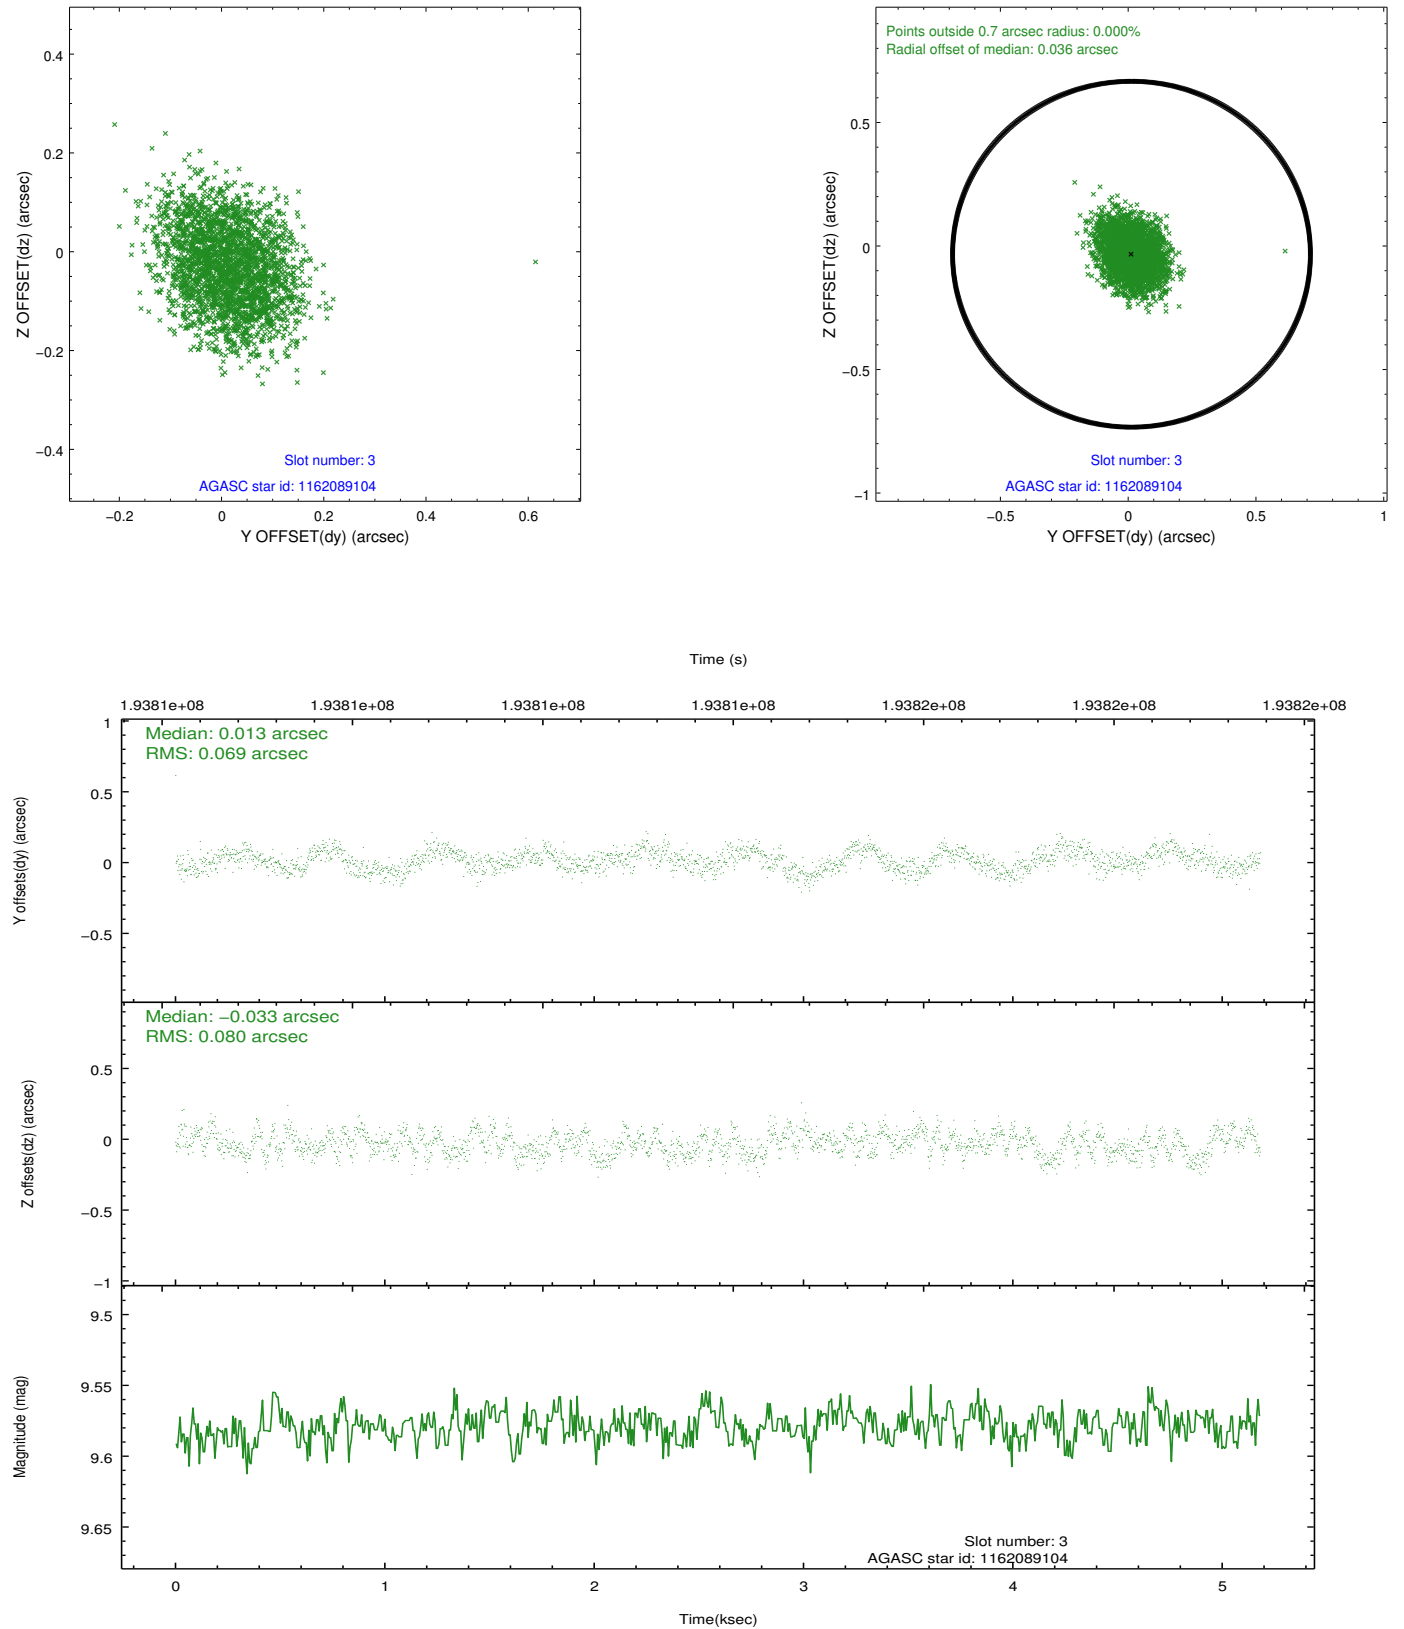 0.4
0.2
0
−0.2
−0.4
Z OFFSET(dz) (arcsec)
Slot number: 3
AGASC star id: 1162089104
−0.2 0 0.2 0.4 0.6
Y OFFSET(dy) (arcsec)
Points outside 0.7 arcsec radius: 0.000%
Radial offset of median: 0.036 arcsec
0.5
0
−0.5
−1
Z OFFSET(dz) (arcsec)
Slot number: 3
AGASC star id: 1162089104
−0.5 0 0.5 1
Y OFFSET(dy) (arcsec)
Time (s)
1.9381e+08 1.9381e+08 1.9381e+08 1.9381e+08 1.9382e+08 1.9382e+08 1.9382e+08
Median: 0.013 arcsec
RMS: 0.069 arcsec
1
0.5
0
−0.5
Y offsets(dy) (arcsec)
Median: −0.033 arcsec
RMS: 0.080 arcsec
0.5
0
−0.5
−1
Z offsets(dz) (arcsec)
9.5
9.55
9.6
9.65
Magnitude (mag)
Slot number: 3
AGASC star id: 1162089104
0 1 2 3 4 5
Time(ksec)